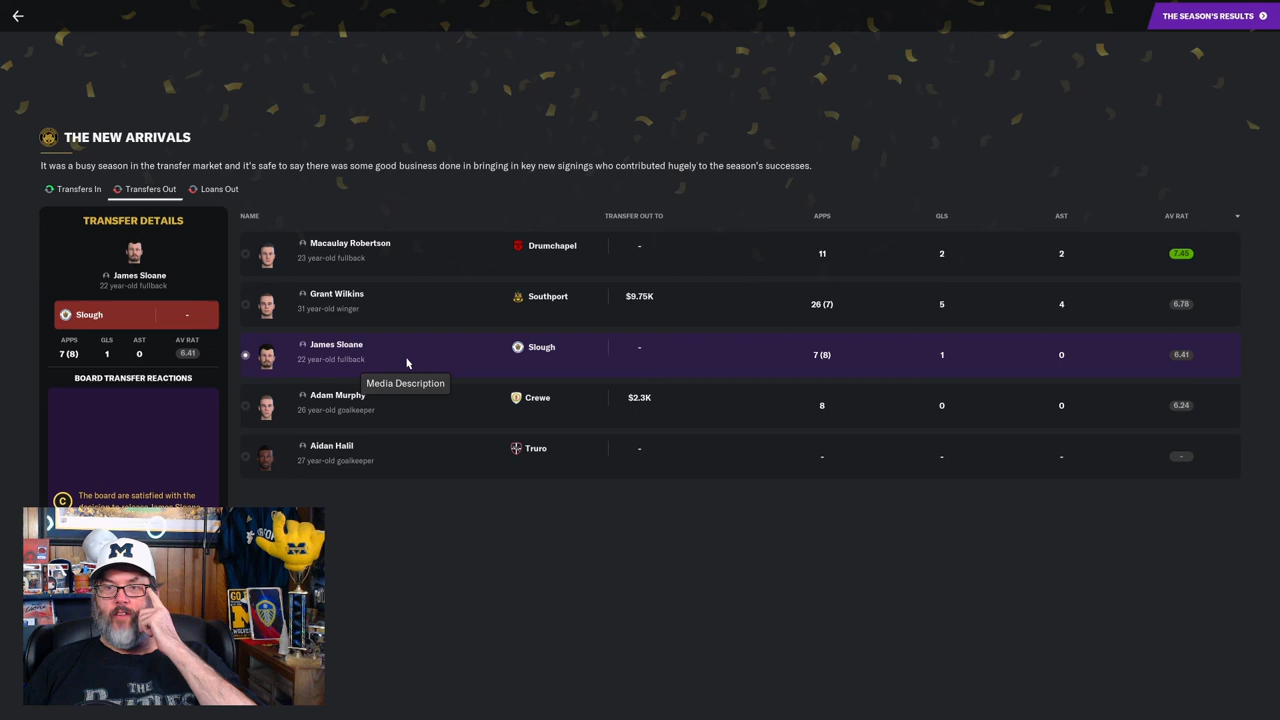 THE SEASON'S RESULTS
THE NEW ARRIVALS
It was a busy season in the transfer market and it's safe to say there was some good business done in bringing in key new signings who contributed hugely to the season's successes.
Transfers In Transfers Out Loans Out
TRANSFER DETAILS
James Sloane
22 year-old fullback
Slough -
APPS GLS AST AV RAT
7 (8) 1 0 6.41
BOARD TRANSFER REACTIONS
C
The board are satisfied with the
decision to release James Sloane
NAME TRANSFER OUT TO APPS GLS AST AV RAT
Macaulay Robertson Drumchapel - 11 2 2 7.45
23 year-old fullback
Grant Wilkins Southport $9.75K 26 (7) 5 4 6.78
31 year-old winger
James Sloane Slough - 7 (8) 1 0 6.41
22 year-old fullback
Media Description
Adam Murphy Crewe $2.3K 8 0 0 6.24
26 year-old goalkeeper
Aidan Halil Truro - - - - -
27 year-old goalkeeper
M
GO
M
THE